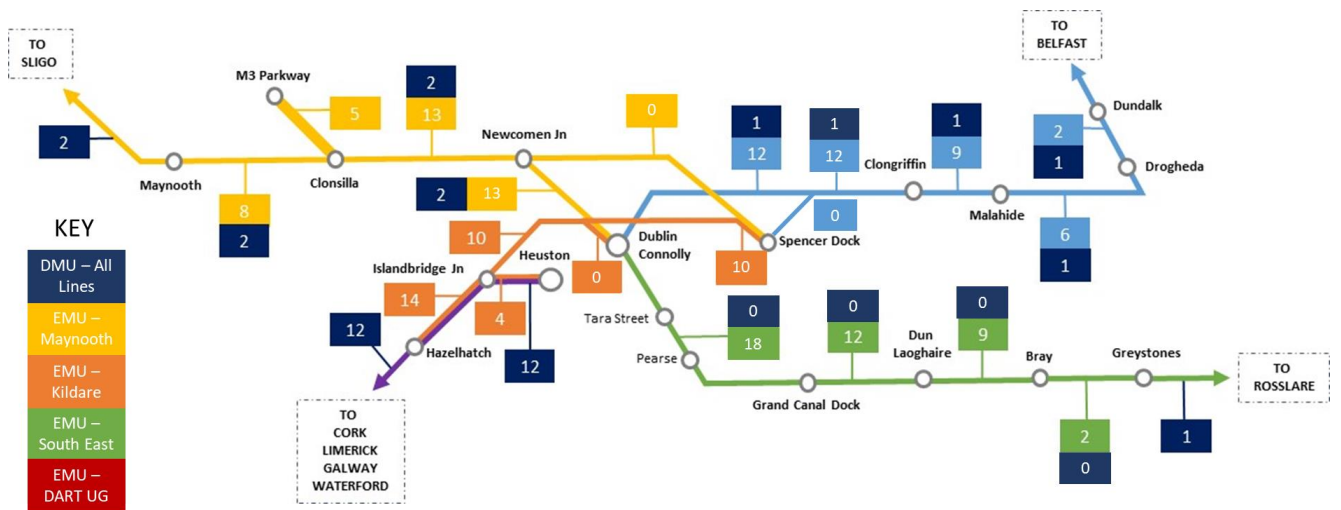 TO
SLIGO
M3 Parkway
5
2
13
0
TO
BELFAST
Dundalk
2
1
Drogheda
2
Maynooth
8
2
Clonsilla
Newcomen Jn
2
13
1
12
1
12
0
Clongriffin
1
9
Malahide
6
1
Spencer Dock
Dublin
Connolly
10
0
10
Islandbridge Jn
Heuston
14
4
12
12
Hazelhatch
TO
CORK
LIMERICK
GALWAY
WATERFORD
Tara Street
Pearse
0
18
0
12
Grand Canal Dock
Dun
Laoghaire
0
9
Bray
2
0
Greystones
1
TO
ROSSLARE
KEY
DMU – All
Lines
EMU –
Maynooth
EMU –
Kildare
EMU –
South East
EMU –
DART UG